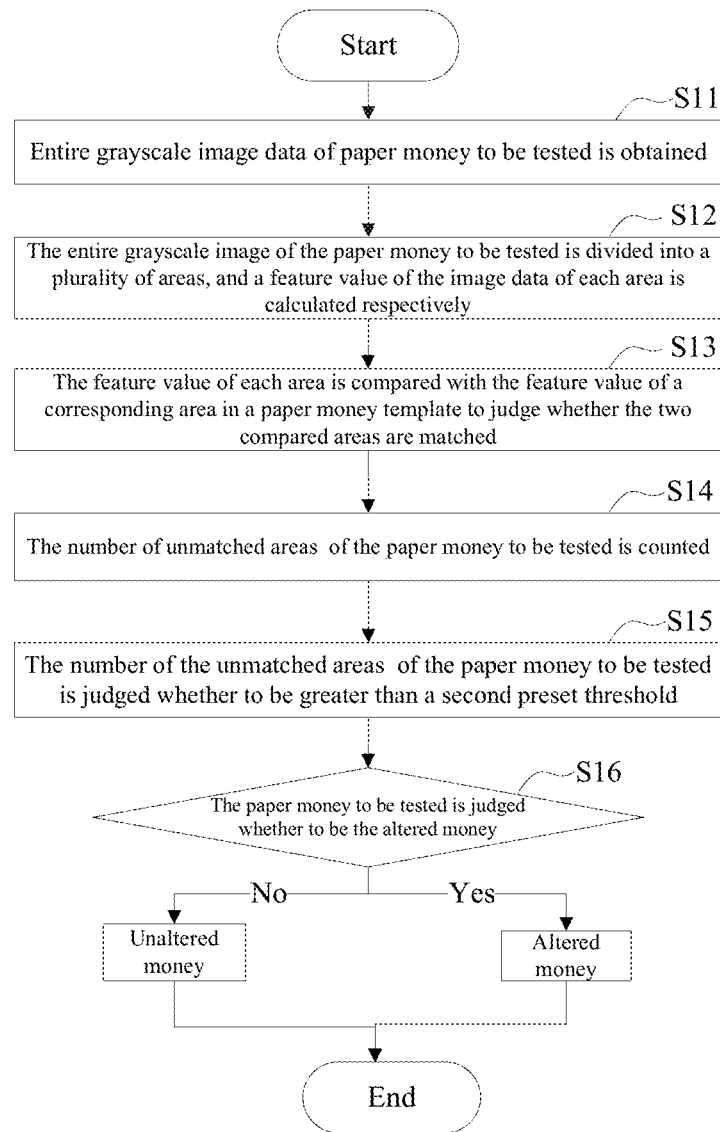 Start
S11
Entire grayscale image data of paper money to be tested is obtained
S12
The entire grayscale image of the paper money to be tested is divided into a
plurality of areas, and a feature value of the image data of each area is
calculated respectively
S13
The feature value of each area is compared with the feature value of a
corresponding area in a paper money template to judge whether the two
compared areas are matched
S14
The number of unmatched areas of the paper money to be tested is counted
S15
The number of the unmatched areas of the paper money to be tested
is judged whether to be greater than a second preset threshold
S16
The paper money to be tested is judged
whether to be the altered money
No
Yes
Unaltered
money
Altered
money
End